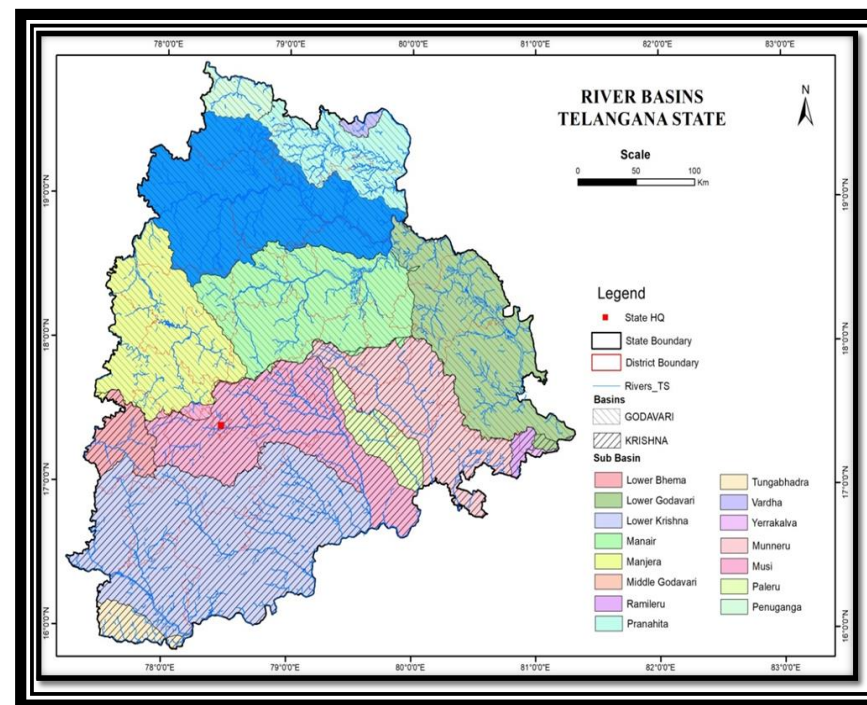 78°0'0"E 79°0'0"E 80°0'0"E 81°0'0"E 82°0'0"E 83°0'0"E
RIVER BASINS
TELANGANA STATE
N
Scale
0 50 100
Km
19°0'0"N 19°0'0"N
18°0'0"N 18°0'0"N
17°0'0"N 17°0'0"N
16°0'0"N 16°0'0"N
Legend
State HQ
State Boundary
District Boundary
Rivers_TS
Basins
GODAVARI
KRISHNA
Sub Basin
Lower Bhema
Lower Godavari
Lower Krishna
Manair
Manjera
Middle Godavari
Ramileru
Pranahita
Tungabhadra
Vardha
Yerrakalva
Munneru
Musi
Paleru
Penuganga
78°0'0"E 79°0'0"E 80°0'0"E 81°0'0"E 82°0'0"E 83°0'0"E